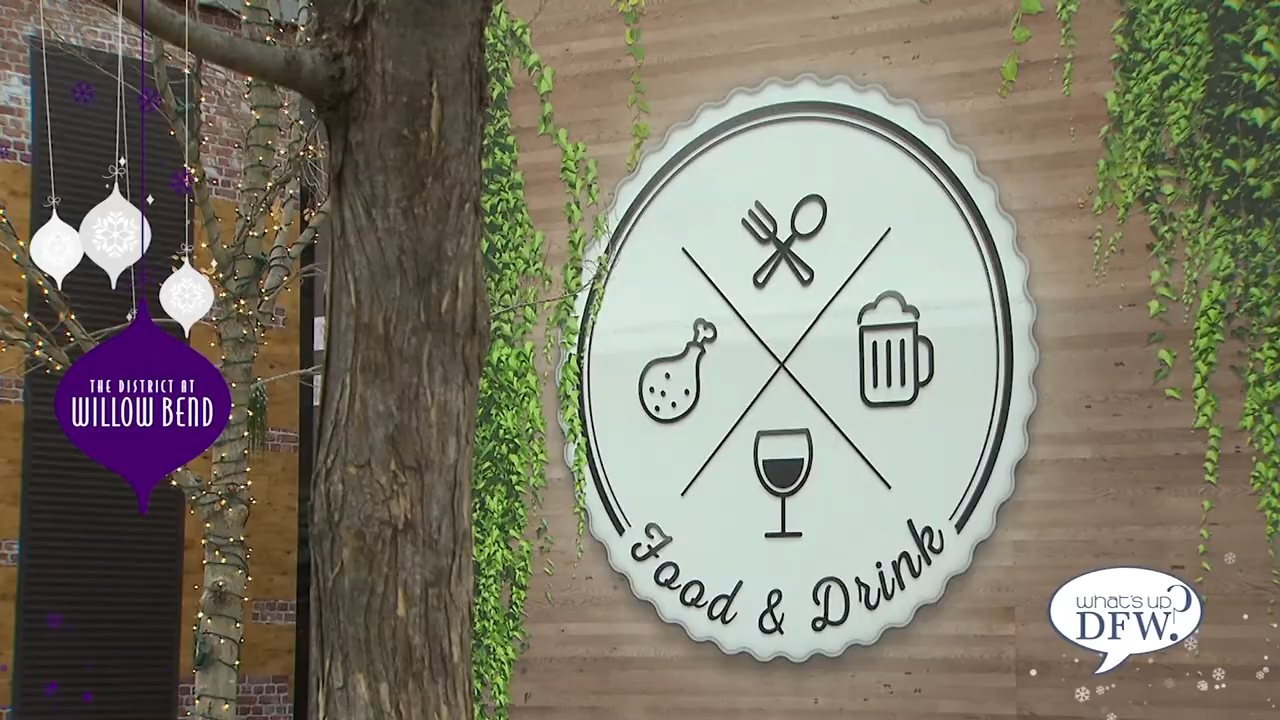 THE DISTRICT AT
WILLOW BEND
Food & Drink
what's up
DFW?